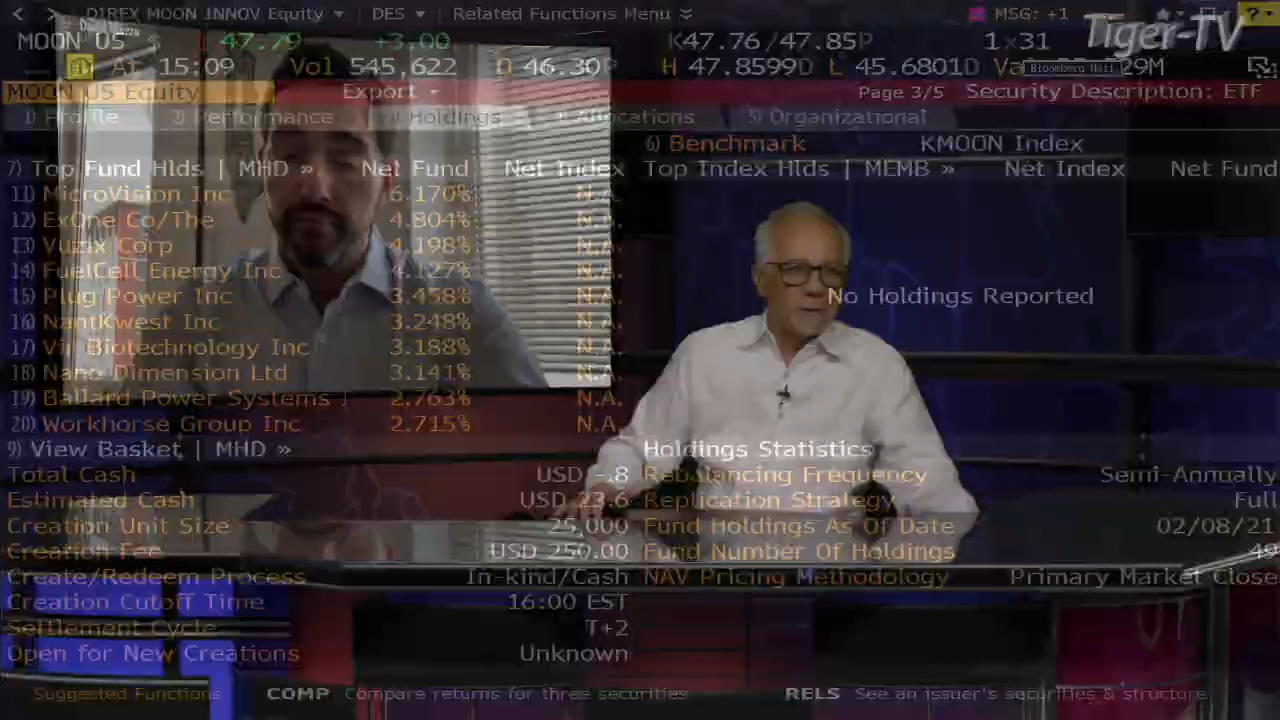 DIREX MOON INNOV Equity DES Related Functions Menu MSG: +1
Tiger-TV
MOON US $ 47.79 +3.00 K47.76/47.85P 1×31
At 15:09 Vol 545,622 O 46.30P H 47.8599D L 45.6801D Va 29M
Bloomberg
MOON US Equity Export Page 3/5 Security Description: ETF
1) Profile 2) Performance Holdings Allocations 5) Organizational
6) Benchmark KMOON Index
7) Top Fund Hlds | MHD » Net Fund Net Index Top Index Hlds | MEMB » Net Index Net Fund
11) MicroVision Inc 6.170% N.A.
12) ExOne Co/The 4.804% N.A.
13) Vuzix Corp 4.198% N.A.
14) FuelCell Energy Inc 4.127% N.A.
15) Plug Power Inc 3.458% N.A.
No Holdings Reported
16) NantKwest Inc 3.248% N.A.
17) Vir Biotechnology Inc 3.188% N.A.
18) Nano Dimension Ltd 3.141% N.A.
19) Ballard Power Systems 2.763% N.A.
20) Workhorse Group Inc 2.715% N.A.
9) View Basket | MHD » Holdings Statistics
Total Cash USD Rebalancing Frequency Semi-Annually
Estimated Cash USD 23.6 Replication Strategy Full
Creation Unit Size 25,000 Fund Holdings As Of Date 02/08/21
Creation Fee USD 250.00 Fund Number Of Holdings 49
Create/Redeem Process In-kind/Cash NAV Pricing Methodology Primary Market Close
Creation Cutoff Time 16:00 EST
Settlement Cycle T+2
Open for New Creations Unknown
Suggested Functions COMP Compare returns for three securities RELS See an issuer's securities & structure